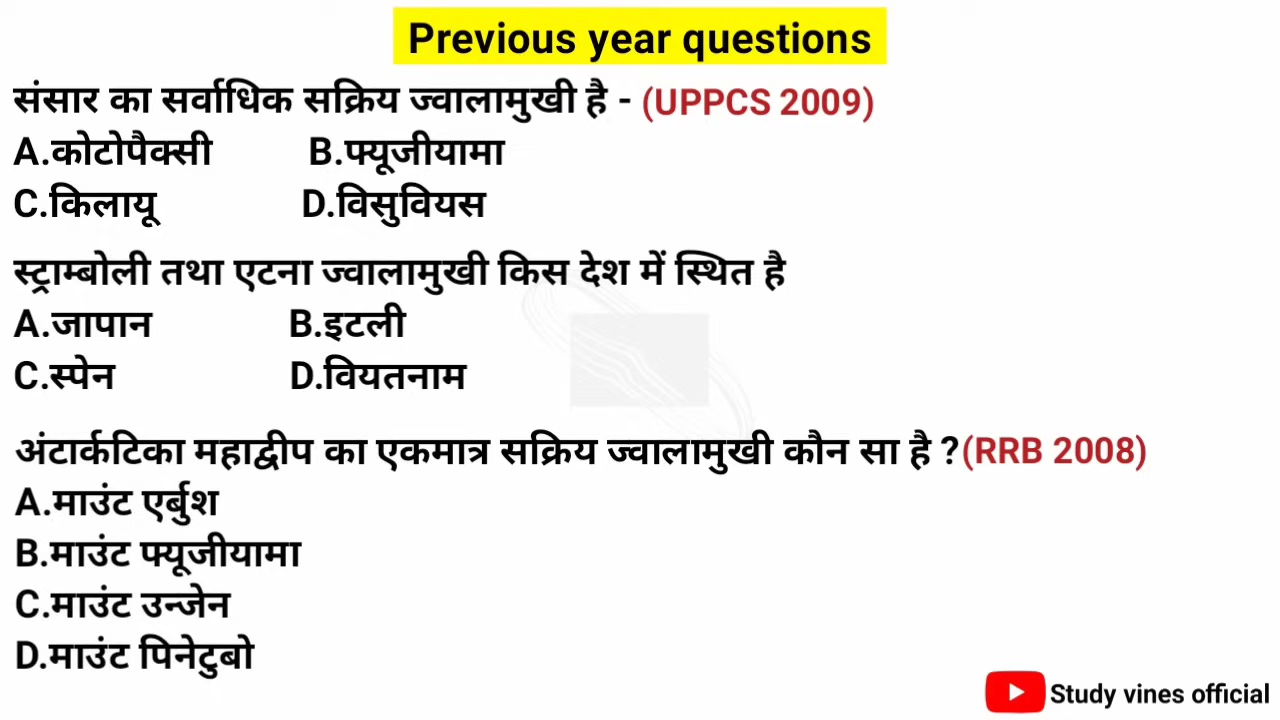 Previous year questions
संसार का सर्वाधिक सक्रिय ज्वालामुखी है - (UPPCS 2009)
A.कोटोपैक्सी B.फ्यूजीयामा
C.किलायू D.विसुवियस
स्ट्राम्बोली तथा एटना ज्वालामुखी किस देश में स्थित है
A.जापान B.इटली
C.स्पेन D.वियतनाम
अंटार्कटिका महाद्वीप का एकमात्र सक्रिय ज्वालामुखी कौन सा है ?(RRB 2008)
A.माउंट एर्बुश
B.माउंट फ्यूजीयामा
C.माउंट उन्जेन
D.माउंट पिनेटुबो
Study vines official